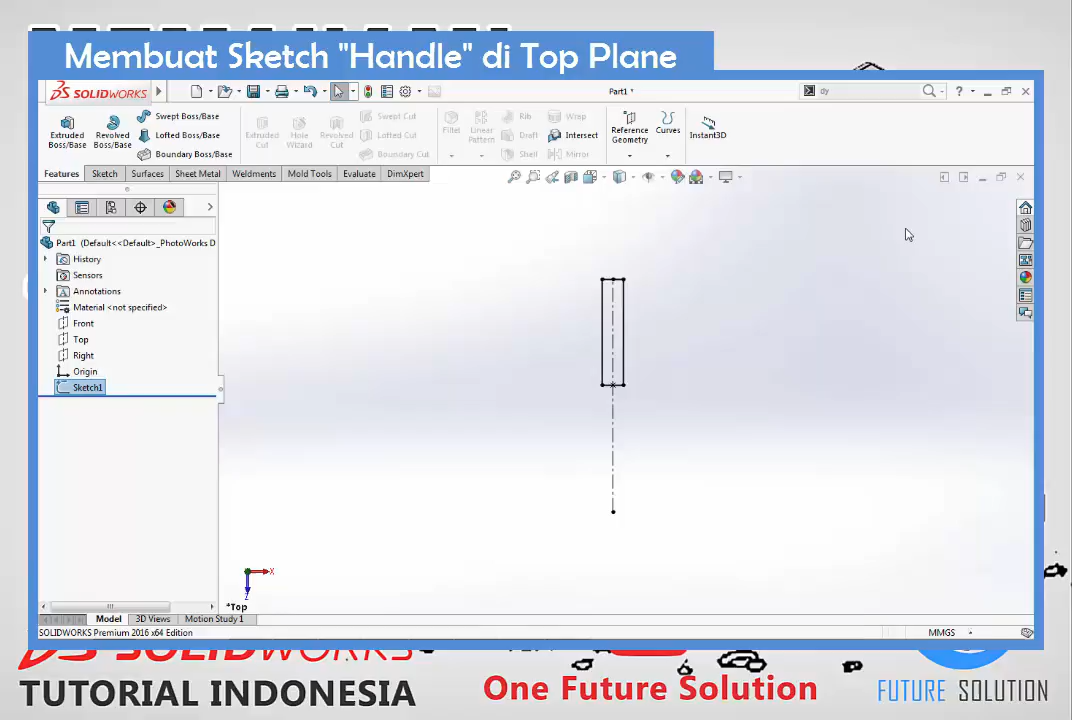 Membuat Sketch "Handle" di Top Plane
SOLIDWORKS
Part1 *
dy
Extruded Boss/Base
Revolved Boss/Base
Swept Boss/Base
Lofted Boss/Base
Boundary Boss/Base
Extruded Cut
Hole Wizard
Revolved Cut
Swept Cut
Lofted Cut
Boundary Cut
Fillet
Linear Pattern
Rib
Draft
Shell
Wrap
Intersect
Mirror
Reference Geometry
Curves
Instant3D
Features
Sketch
Surfaces
Sheet Metal
Weldments
Mold Tools
Evaluate
DimXpert
Part1 (Default<<Default>_PhotoWorks D
History
Sensors
Annotations
Material <not specified>
Front
Top
Right
Origin
Sketch1
X
Z
*Top
Model
3D Views
Motion Study 1
SOLIDWORKS Premium 2016 x64 Edition
MMGS
SOLIDWORKS
TUTORIAL INDONESIA
One Future Solution
FUTURE SOLUTION